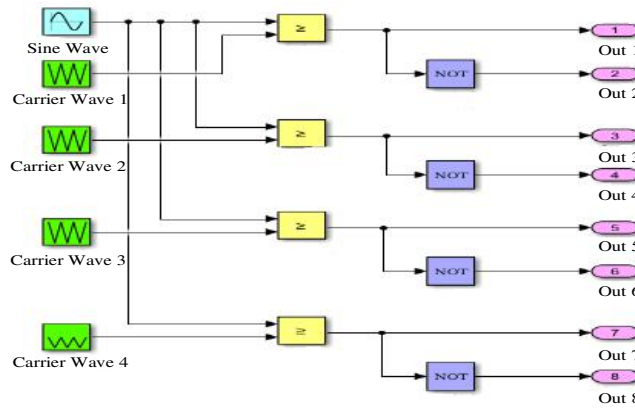 ≥
1
Sine Wave
Out 1
NOT
2
Carrier Wave 1
Out 2
≥
3
Carrier Wave 2
Out 3
NOT
4
Out 4
≥
5
Carrier Wave 3
Out 5
NOT
6
Out 6
≥
7
Carrier Wave 4
Out 7
NOT
8
Out 8